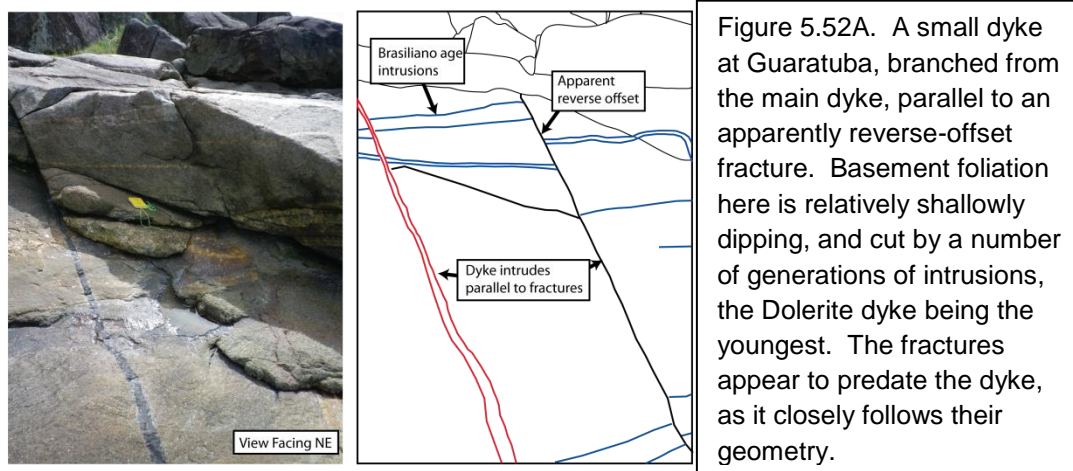 View Facing NE
Brasiliano age
intrusions
Apparent
reverse offset
Dyke intrudes
parallel to fractures
Figure 5.52A. A small dyke
at Guaratuba, branched from
the main dyke, parallel to an
apparently reverse-offset
fracture. Basement foliation
here is relatively shallowly
dipping, and cut by a number
of generations of intrusions,
the Dolerite dyke being the
youngest. The fractures
appear to predate the dyke,
as it closely follows their
geometry.